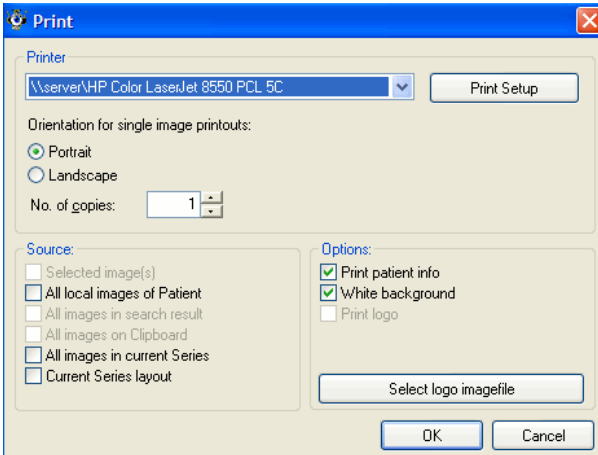 Print
Printer
\\server\HP Color LaserJet 8550 PCL 5C
Print Setup
Orientation for single image printouts:
Portrait
Landscape
No. of copies:
1
Source:
Selected image(s)
All local images of Patient
All images in search result
All images on Clipboard
All images in current Series
Current Series layout
Options:
Print patient info
White background
Print logo
Select logo imagefile
OK
Cancel